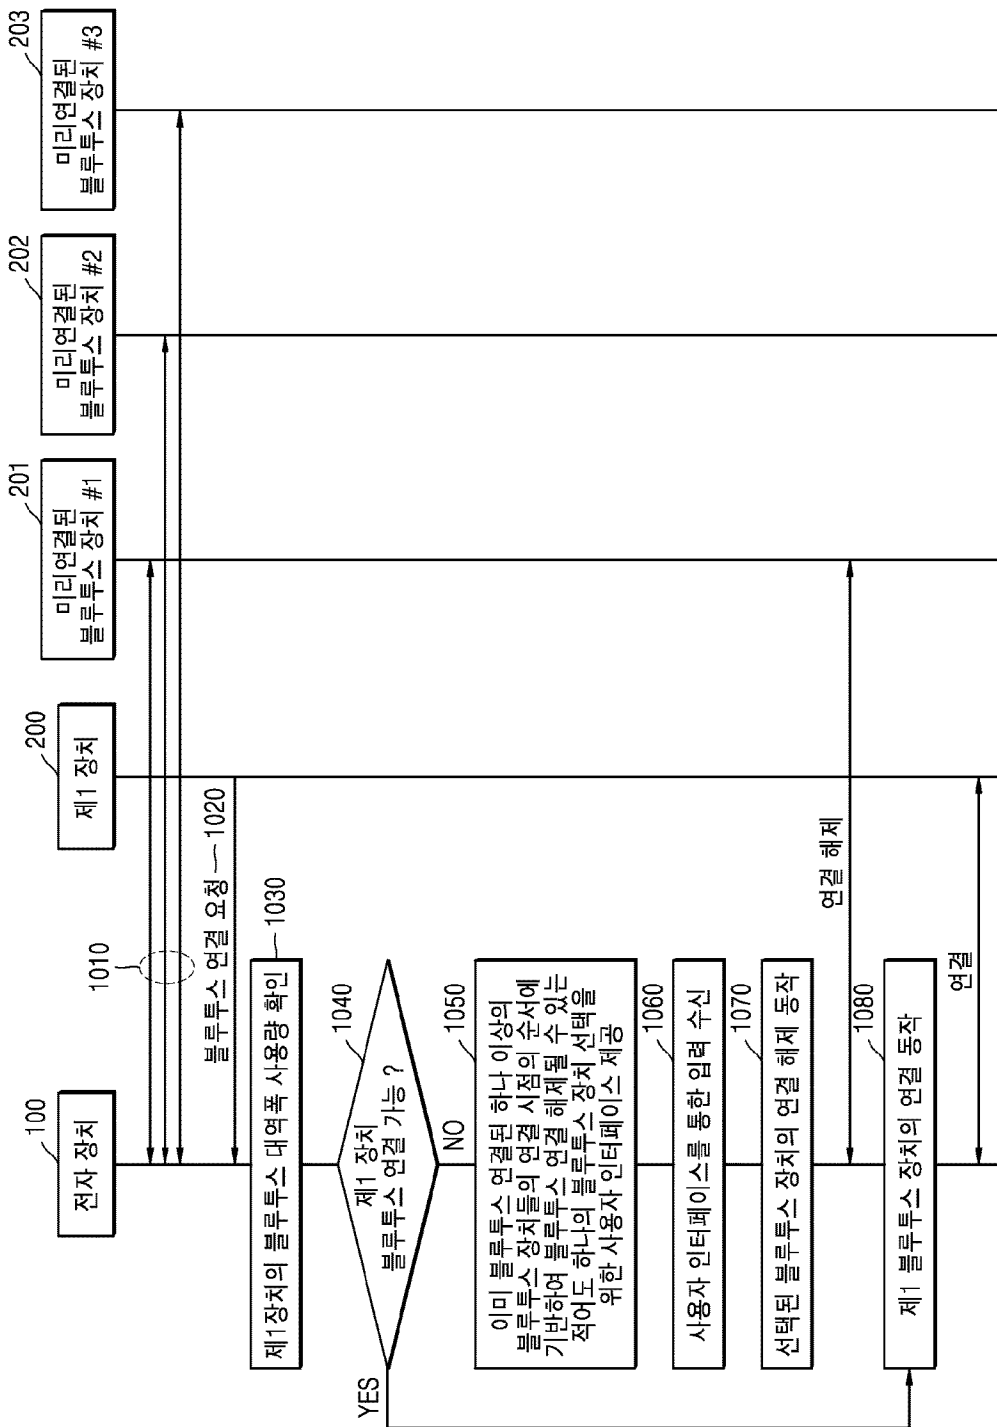 100
전자 장치
200
제1 장치
201
미리연결된
블루투스 장치 #1
202
미리연결된
블루투스 장치 #2
203
미리연결된
블루투스 장치 #3
1010
블루투스 연결 요청
1020
1030
제1장치의 블루투스 대역폭 사용량 확인
1040
제1 장치
블루투스 연결 가능 ?
YES
NO
1050
이미 블루투스 연결된 하나 이상의
블루투스 장치들의 연결 시점의 순서에
기반하여 블루투스 연결 해제될 수 있는
적어도 하나의 블루투스 장치 선택을
위한 사용자 인터페이스 제공
1060
사용자 인터페이스를 통한 입력 수신
1070
선택된 블루투스 장치의 연결 해제 동작
연결 해제
1080
제1 블루투스 장치의 연결 동작
연결